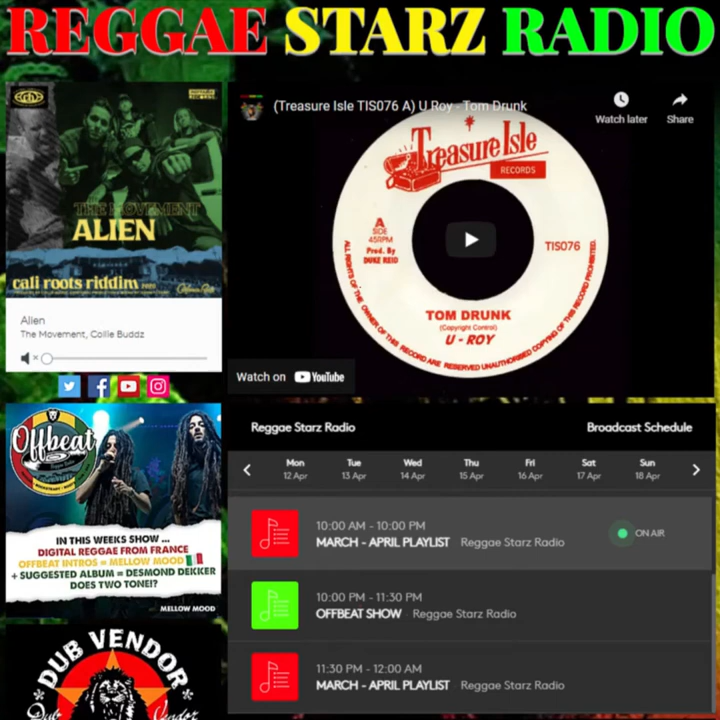 REGGAE STARZ RADIO
THE MOVEMENT
ALIEN
cali roots riddim
Alien
The Movement, Collie Buddz
Offbeat
IN THIS WEEKS SHOW ...
DIGITAL REGGAE FROM FRANCE
OFFBEAT INTROS = MELLOW MOOD
+ SUGGESTED ALBUM = DESMOND DEKKER
DOES TWO TONE!?
MELLOW MOOD
DUB VENDOR
Dub Vendor
(Treasure Isle TIS076 A) U Roy - Tom Drunk
Watch later
Share
Treasure Isle
RECORDS
A
SIDE
45RPM
Prod. By
DUKE REID
TIS076
TOM DRUNK
(Copyright Control)
U - ROY
ALL RIGHTS OF THE OWNER OF THIS RECORD ARE RESERVED UNAUTHORISED COPYING OF THIS RECORD PROHIBITED.
Watch on YouTube
Reggae Starz Radio
Broadcast Schedule
Mon Tue Wed Thu Fri Sat Sun
12 Apr 13 Apr 14 Apr 15 Apr 16 Apr 17 Apr 18 Apr
10:00 AM - 10:00 PM
MARCH - APRIL PLAYLIST Reggae Starz Radio
ON AIR
10:00 PM - 11:30 PM
OFFBEAT SHOW Reggae Starz Radio
11:30 PM - 12:00 AM
MARCH - APRIL PLAYLIST Reggae Starz Radio